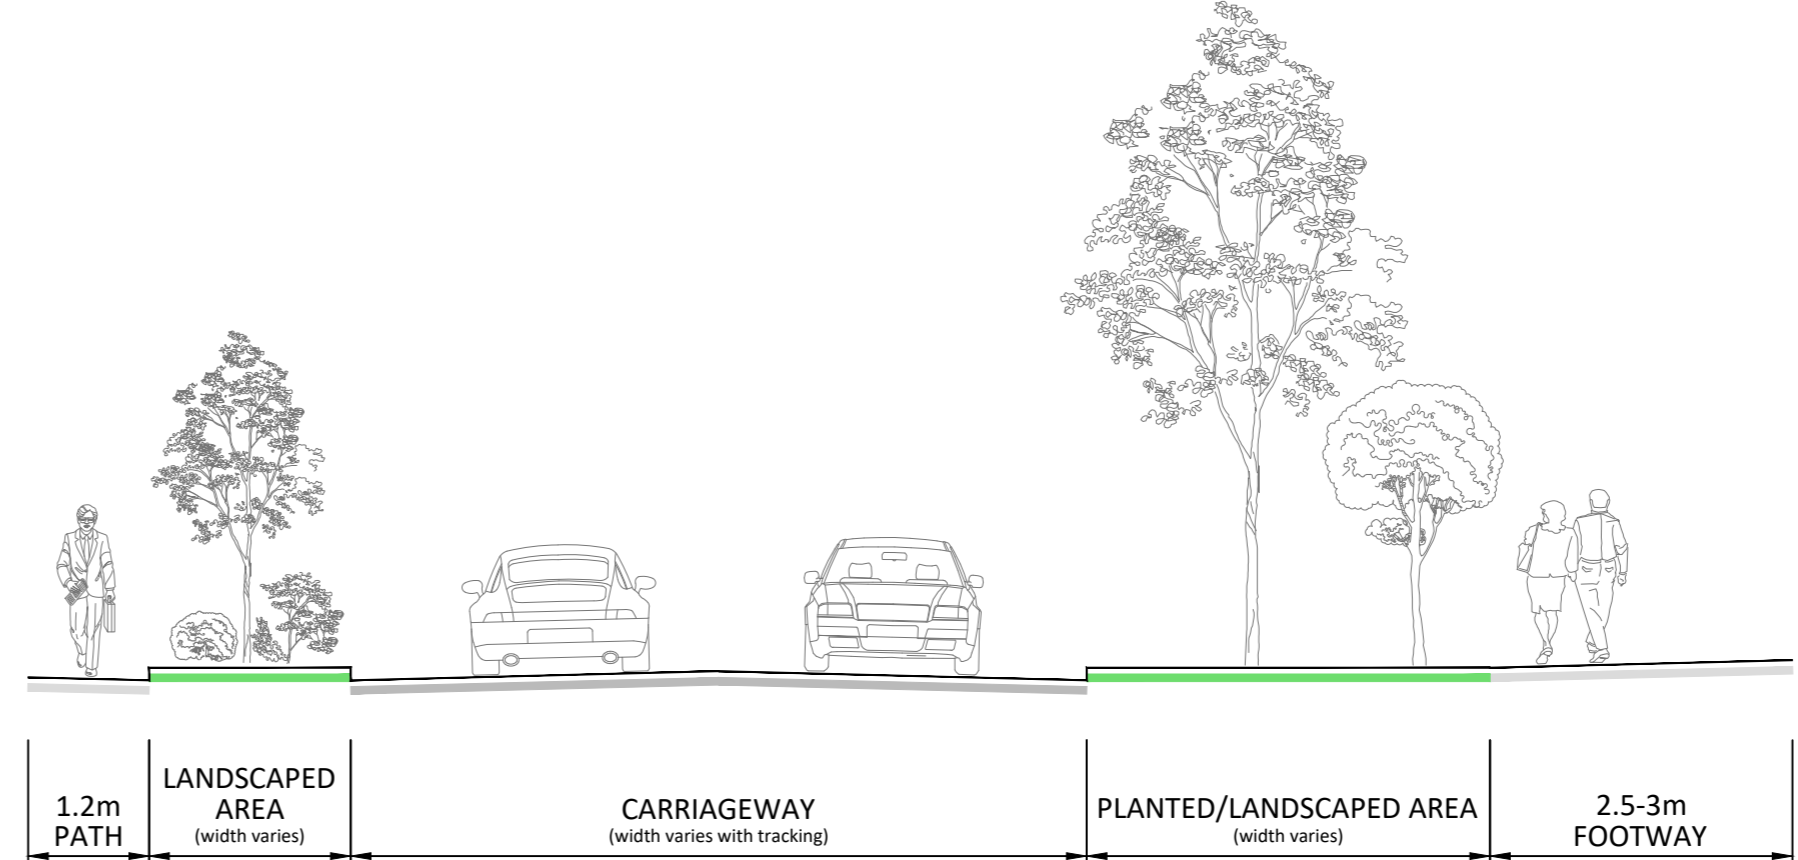 1.2m
PATH
LANDSCAPED
AREA
(width varies)
CARRIAGEWAY
(width varies with tracking)
PLANTED/LANDSCAPED AREA
(width varies)
2.5-3m
FOOTWAY